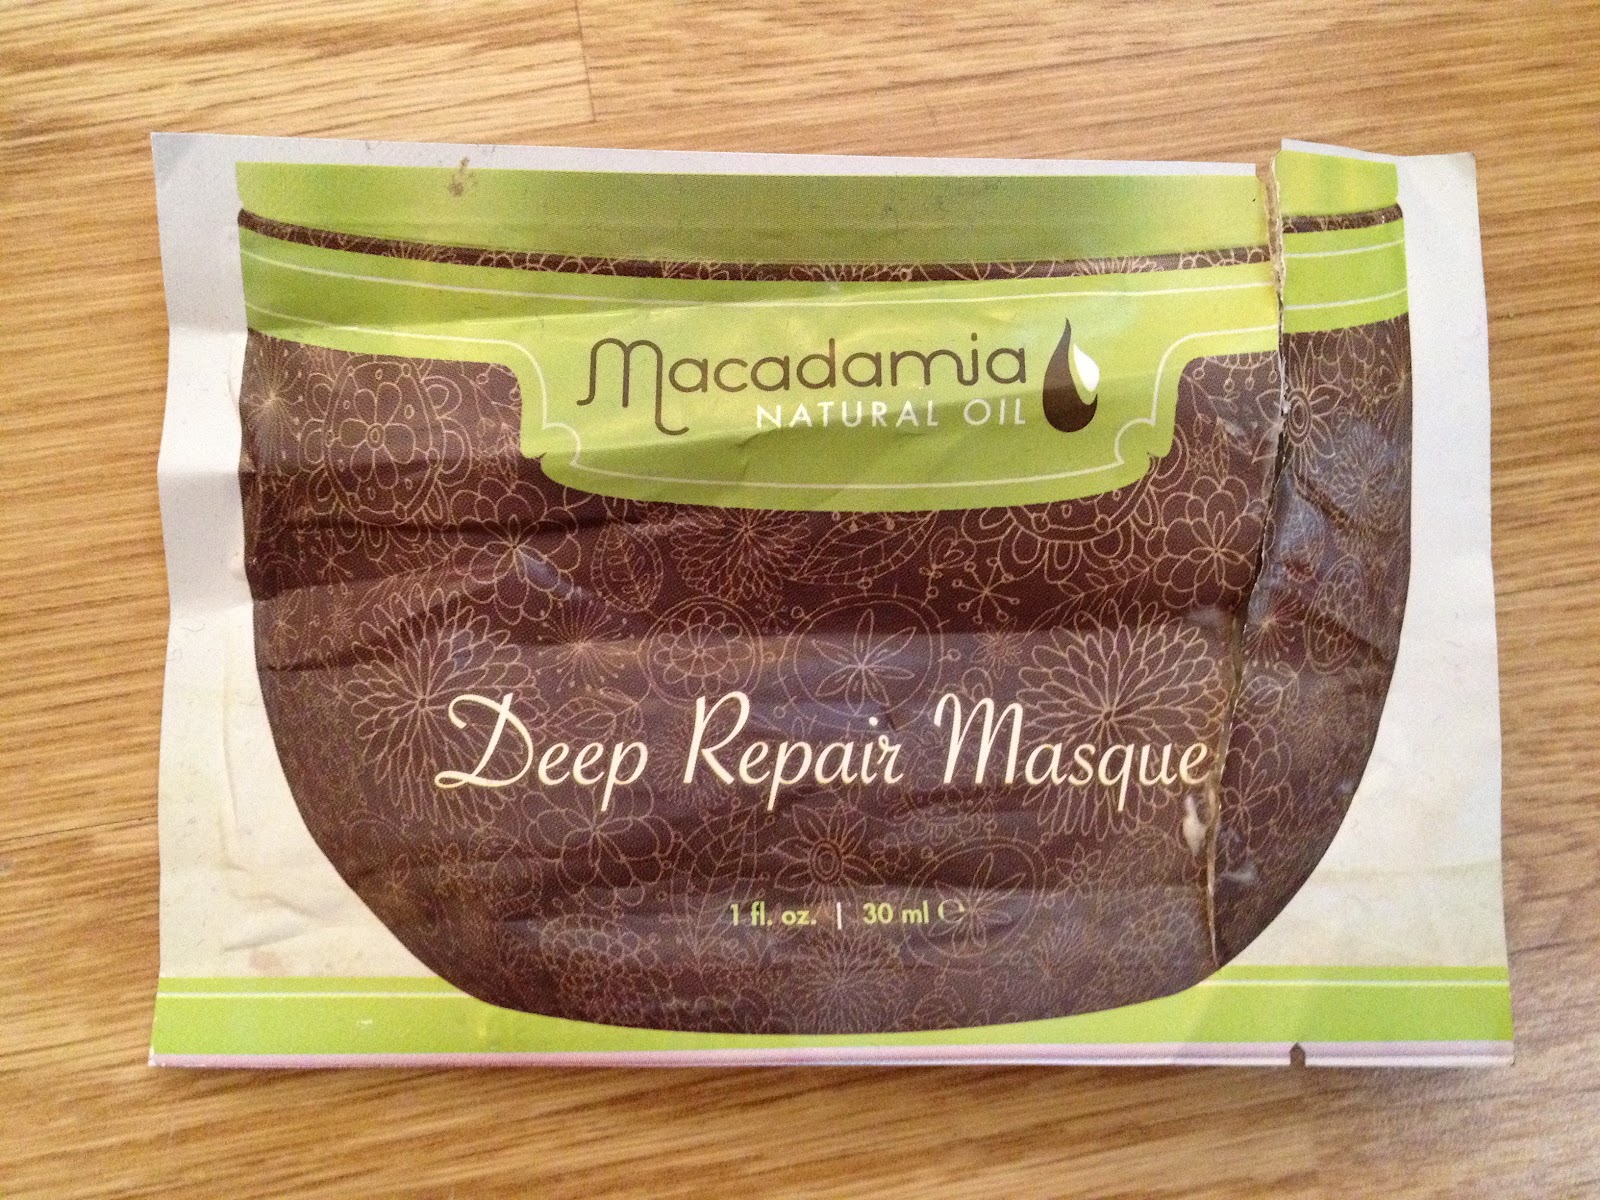 Macadamia
NATURAL OIL
Deep Repair Masque
1 fl. oz. | 30 ml ℮